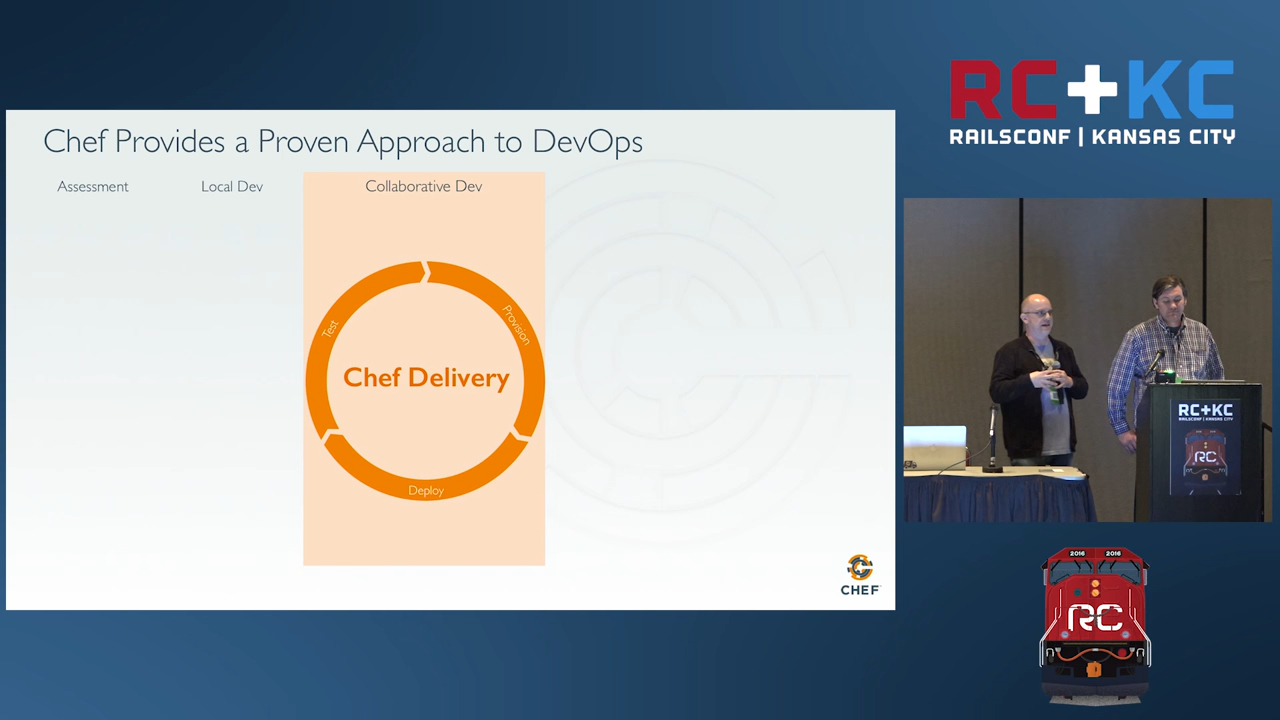 Chef Provides a Proven Approach to DevOps
Assessment
Local Dev
Collaborative Dev
Test
Provision
Chef Delivery
Deploy
CHEF
RC+KC
RAILSCONF | KANSAS CITY
RC+KC
RAILSCONF | KANSAS CITY
RC
2016
2016
RC